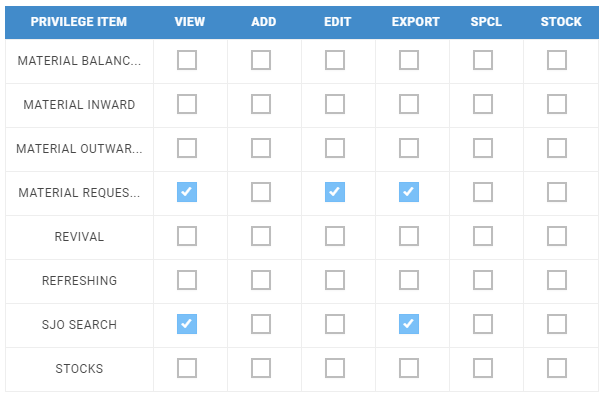 PRIVILEGE ITEM VIEW ADD EDIT EXPORT SPCL STOCK
MATERIAL BALANC...
MATERIAL INWARD
MATERIAL OUTWAR...
MATERIAL REQUES...
REVIVAL
REFRESHING
SJO SEARCH
STOCKS